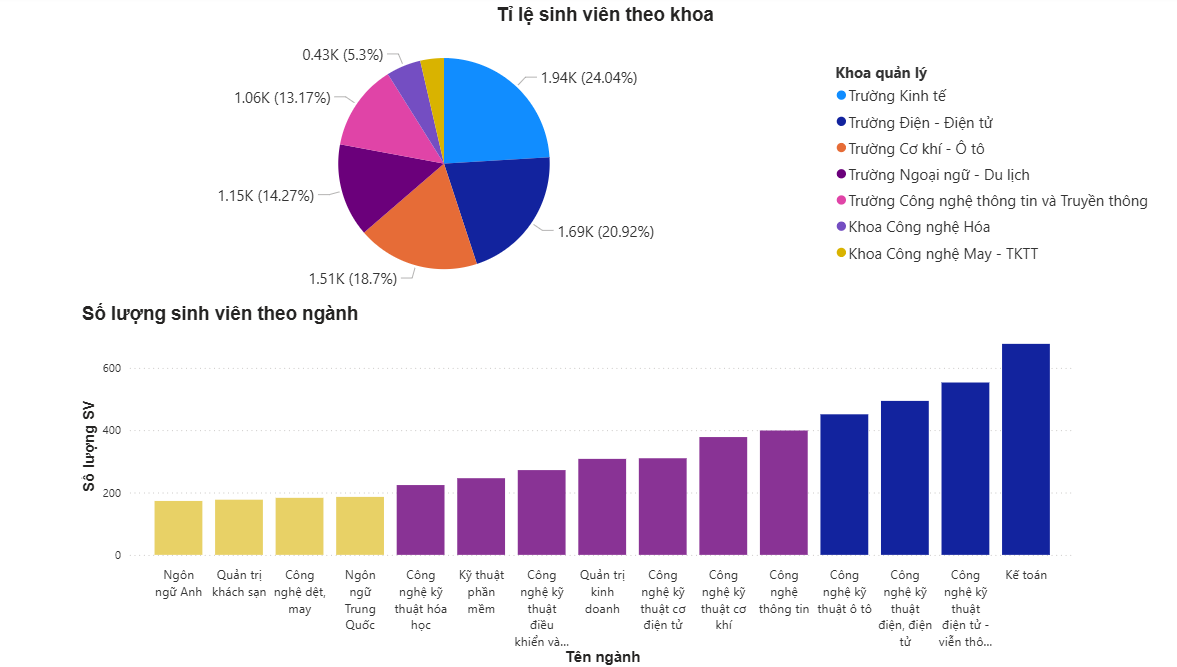 Tỉ lệ sinh viên theo khoa
0.43K (5.3%)
1.94K (24.04%)
1.06K (13.17%)
1.15K (14.27%)
1.69K (20.92%)
1.51K (18.7%)
Khoa quản lý
Trường Kinh tế
Trường Điện - Điện tử
Trường Cơ khí - Ô tô
Trường Ngoại ngữ - Du lịch
Trường Công nghệ thông tin và Truyền thông
Khoa Công nghệ Hóa
Khoa Công nghệ May - TKTT
Số lượng sinh viên theo ngành
Số lượng SV
600
400
200
0
Ngôn
ngữ Anh
Quản trị
khách sạn
Công
nghệ dệt,
may
Ngôn
ngữ
Trung
Quốc
Công
nghệ kỹ
thuật hóa
học
Kỹ thuật
phần
mềm
Công
nghệ kỹ
thuật
điều
khiển và...
Quản trị
kinh
doanh
Công
nghệ kỹ
thuật cơ
điện tử
Công
nghệ kỹ
thuật cơ
khí
Công
nghệ
thông tin
Công
nghệ kỹ
thuật ô tô
Công
nghệ kỹ
thuật
điện, điện
tử
Công
nghệ kỹ
thuật
điện tử -
viễn thô...
Kế toán
Tên ngành